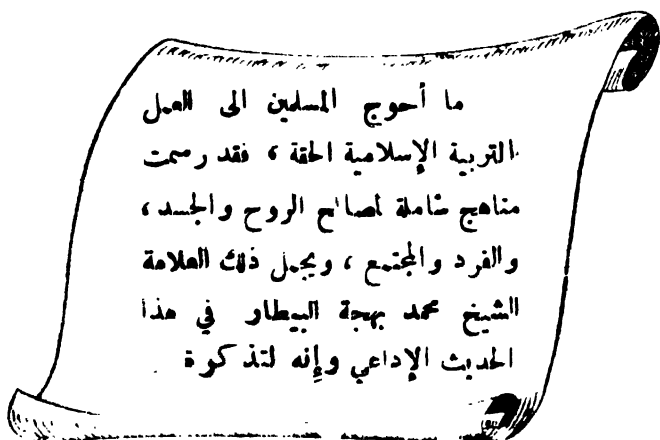 ما أحوج المسلمين الى العمل
التربية الإسلامية الحقة ، فقد رسمت
مناهج شاملة لصالح الروح والجسد ،
والفرد والمجتمع ، ويجمل ذلك العلامة
الشيخ محمد بهجة البيطار في هذا
الحديث الإذاعي وإنه لتذكرة .